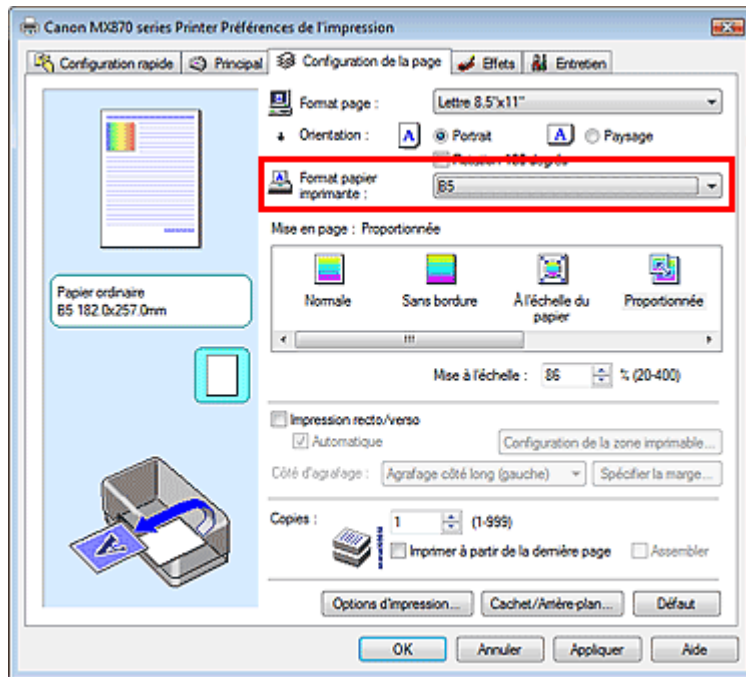 Canon MX870 series Printer Préférences de l'impression
Configuration rapide Principal Configuration de la page Effets Entretien
Format page : Lettre 8.5"x11"
Orientation : A Portrait A Paysage
Rotation 180 degrés
Format papier
imprimante : B5
Mise en page : Proportionnée
Normale Sans bordure À l'échelle du
papier Proportionnée
Papier ordinaire
B5 182.0x257.0mm
Mise à l'échelle : 86 % (20-400)
Impression recto/verso
Automatique Configuration de la zone imprimable...
Côté d'agrafage : Agrafage côté long (gauche) Spécifier la marge...
Copies : 1 (1-999)
Imprimer à partir de la dernière page Assembler
Options d'impression... Cachet/Arrière-plan... Défaut
OK Annuler Appliquer Aide